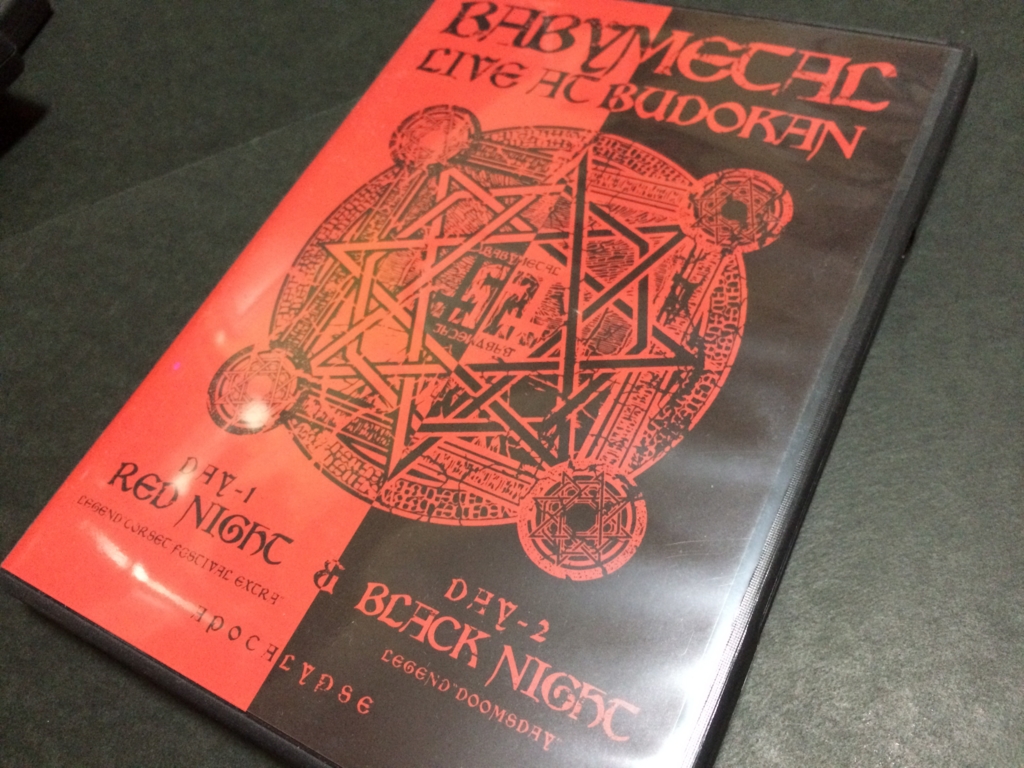 BABYMETAL
LIVE AT BUDOKAN
BABYMETAL
DAY-1
RED NIGHT
LEGEND "CORSET FESTIVAL EXTRA"
&
DAY-2
BLACK NIGHT
LEGEND "DOOMSDAY"
APOCALYPSE